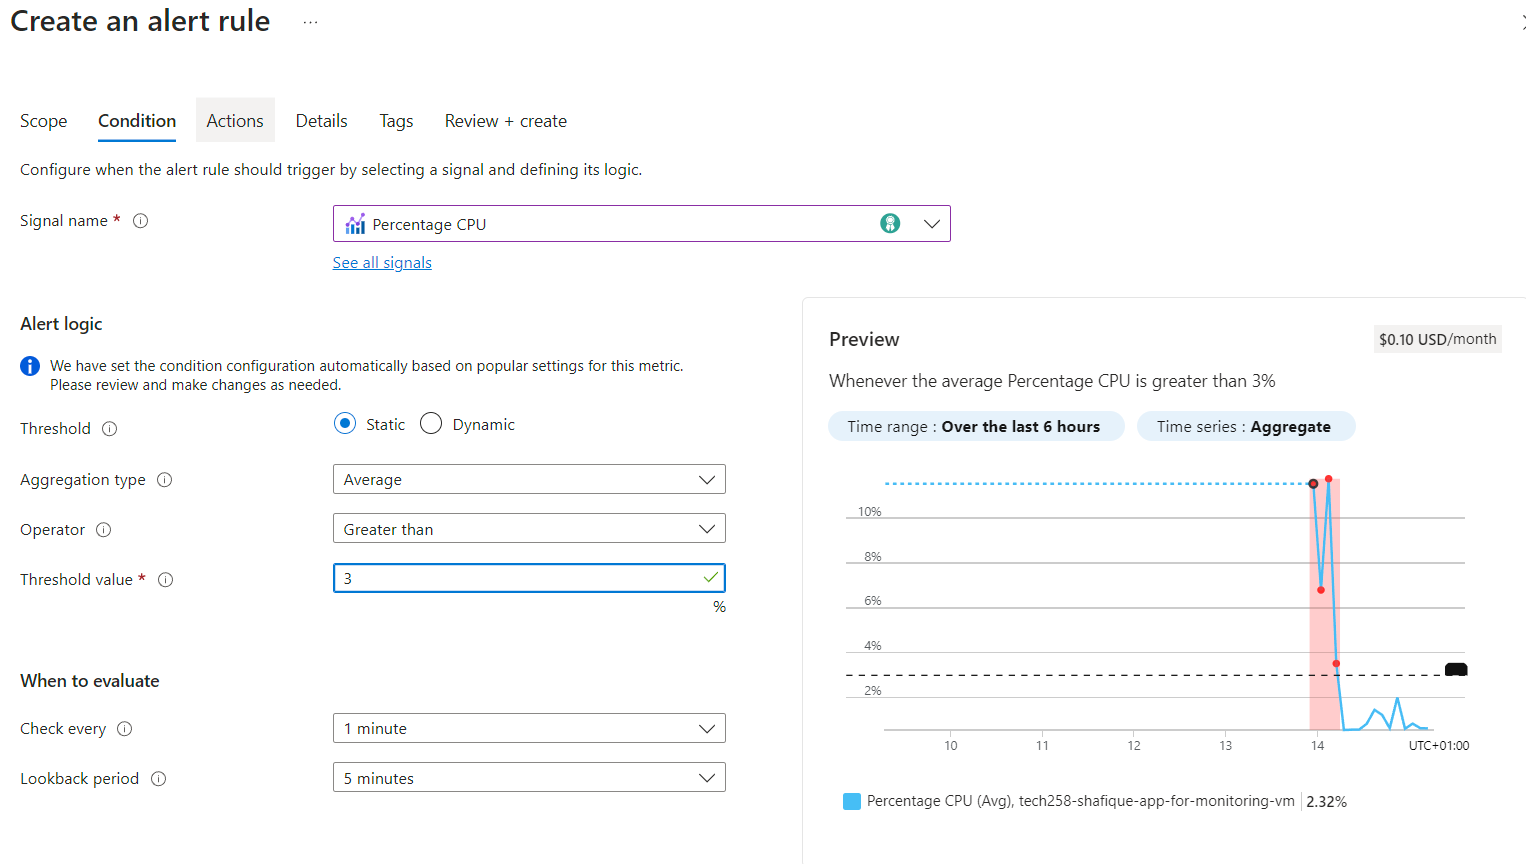 Create an alert rule ...
Scope Condition Actions Details Tags Review + create
Configure when the alert rule should trigger by selecting a signal and defining its logic.
Signal name *
Percentage CPU
See all signals
Alert logic
We have set the condition configuration automatically based on popular settings for this metric.
Please review and make changes as needed.
Threshold
Static Dynamic
Aggregation type
Average
Operator
Greater than
Threshold value *
3
%
When to evaluate
Check every
1 minute
Lookback period
5 minutes
Preview
$0.10 USD/month
Whenever the average Percentage CPU is greater than 3%
Time range : Over the last 6 hours
Time series : Aggregate
10%
8%
6%
4%
2%
10 11 12 13 14 UTC+01:00
Percentage CPU (Avg), tech258-shafique-app-for-monitoring-vm 2.32%